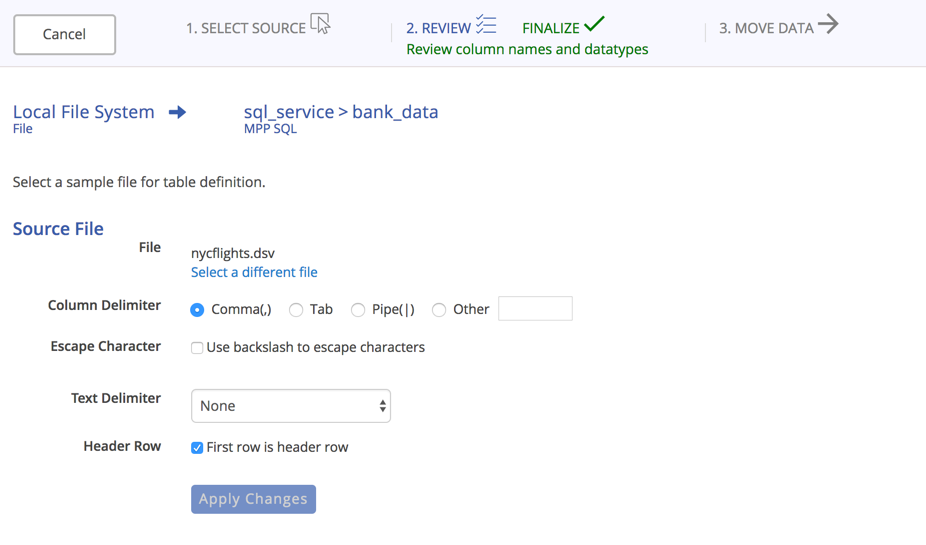 Cancel
1. SELECT SOURCE
2. REVIEW
FINALIZE
Review column names and datatypes
3. MOVE DATA
Local File System
File
sql_service > bank_data
MPP SQL
Select a sample file for table definition.
Source File
File
nycflights.dsv
Select a different file
Column Delimiter
Comma(,) Tab Pipe(|) Other
Escape Character
Use backslash to escape characters
Text Delimiter
None
Header Row
First row is header row
Apply Changes